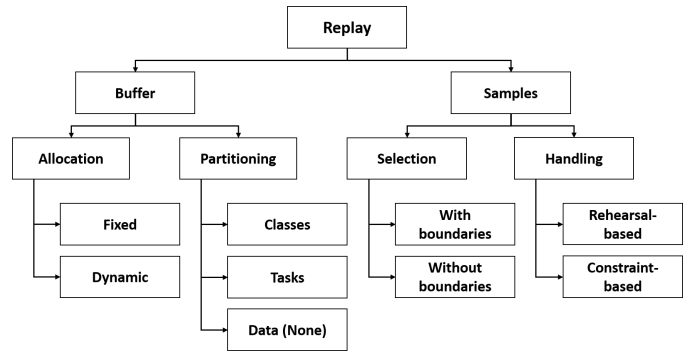 Replay
Buffer
Samples
Allocation
Partitioning
Selection
Handling
Fixed
Dynamic
Classes
Tasks
Data (None)
With
boundaries
Without
boundaries
Rehearsal-
based
Constraint-
based